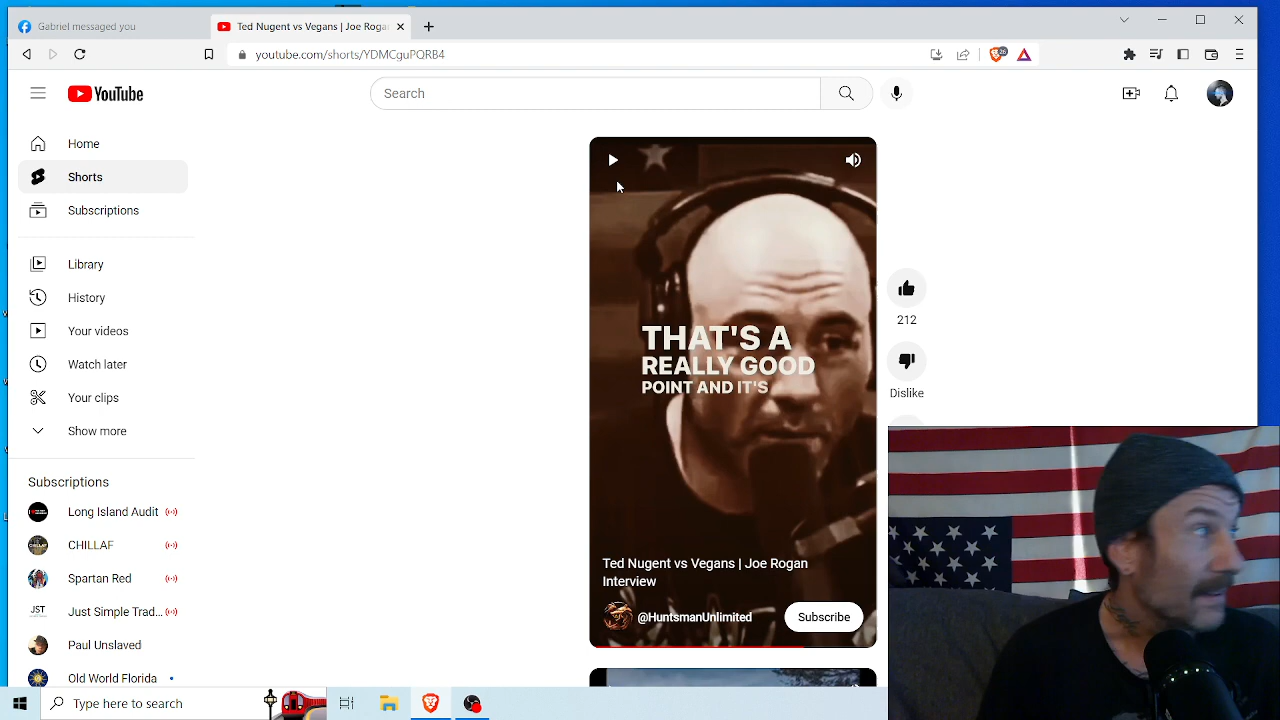 Gabriel messaged you
Ted Nugent vs Vegans | Joe Rogan
youtube.com/shorts/YDMCguPQRB4
26
YouTube
Search
Home
Shorts
Subscriptions
Library
History
Your videos
Watch later
Your clips
Show more
Subscriptions
Long Island Audit
CHILLAF
Spartan Red
JST
Just Simple Trad...
Paul Unslaved
Old World Florida
THAT'S A
REALLY GOOD
POINT AND IT'S
Ted Nugent vs Vegans | Joe Rogan
Interview
@HuntsmanUnlimited
Subscribe
212
Dislike
Type here to search